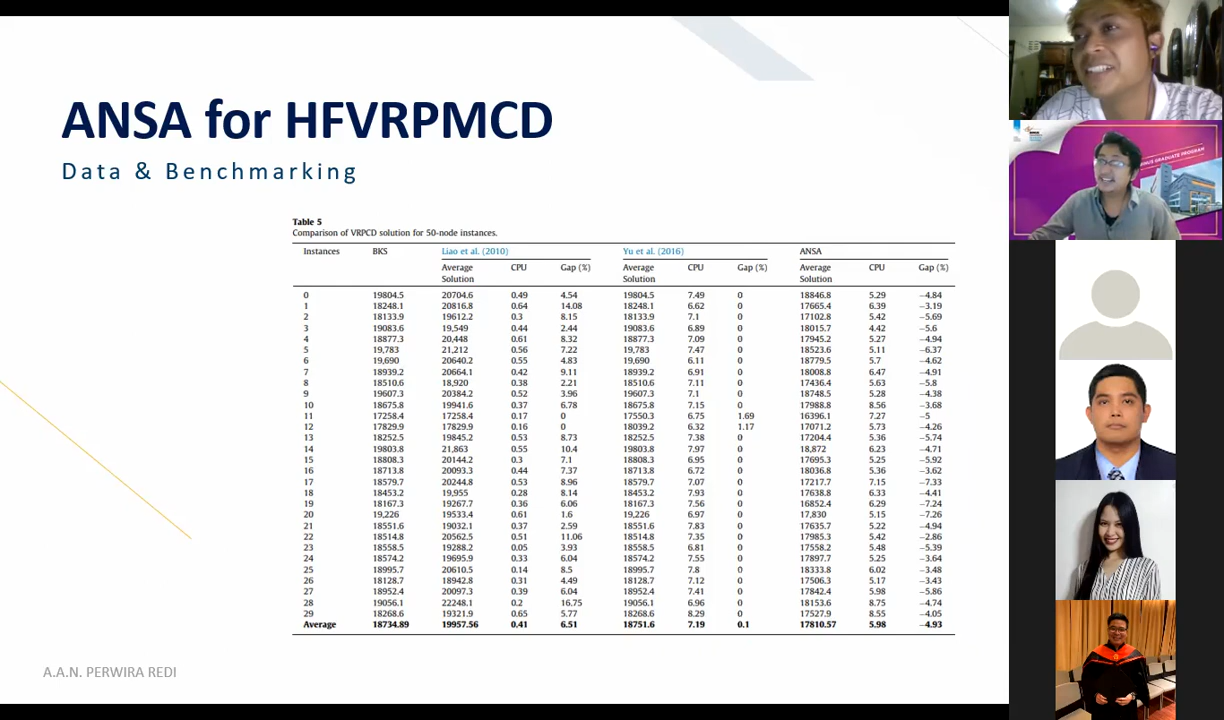 ANSA for HFVRPMCD
Data & Benchmarking
Table 5
Comparison of VRPCD solution for 50-node instances.
Instances BKS Liao et al. (2010) Yu et al. (2016) ANSA
Average Solution CPU Gap (%) Average Solution CPU Gap (%) Average Solution CPU Gap (%)
0 19804.5 20704.6 0.49 4.54 19804.5 7.49 0 18846.8 5.29 −4.84
1 18248.1 20816.8 0.64 14.08 18248.1 6.62 0 17665.4 6.39 −3.19
2 18133.9 19612.2 0.3 8.15 18133.9 7.1 0 17102.8 5.42 −5.69
3 19083.6 19,549 0.44 2.44 19083.6 6.89 0 18015.7 4.42 −5.6
4 18877.3 20,448 0.61 8.32 18877.3 7.09 0 17945.2 5.27 −4.94
5 19,783 21,212 0.56 7.22 19,783 7.47 0 18523.6 5.11 −6.37
6 19,690 20640.2 0.55 4.83 19,690 6.11 0 18779.5 5.7 −4.62
7 18939.2 20664.1 0.42 9.11 18939.2 6.91 0 18008.8 6.47 −4.91
8 18510.6 18,920 0.38 2.21 18510.6 7.11 0 17436.4 5.63 −5.8
9 19607.3 20384.2 0.52 3.96 19607.3 7.1 0 18748.5 5.28 −4.38
10 18675.8 19941.6 0.37 6.78 18675.8 7.15 0 17988.8 8.56 −3.68
11 17258.4 17258.4 0.17 0 17550.3 6.75 1.69 16396.1 7.27 −5
12 17829.9 17829.9 0.16 0 18039.2 6.32 1.17 17071.2 5.73 −4.26
13 18252.5 19845.2 0.53 8.73 18252.5 7.38 0 17204.4 5.36 −5.74
14 19803.8 21,863 0.55 10.4 19803.8 7.97 0 18,872 6.23 −4.71
15 18808.3 20144.2 0.3 7.1 18808.3 6.95 0 17695.3 5.25 −5.92
16 18713.8 20093.3 0.44 7.37 18713.8 6.72 0 18036.8 5.36 −3.62
17 18579.7 20244.8 0.53 8.96 18579.7 7.07 0 17217.7 7.15 −7.33
18 18453.2 19,955 0.28 8.14 18453.2 7.93 0 17638.8 6.33 −4.41
19 18167.3 19267.7 0.36 6.06 18167.3 7.56 0 16852.4 6.29 −7.24
20 19,226 19533.4 0.61 1.6 19,226 6.97 0 17,830 5.15 −7.26
21 18551.6 19032.1 0.37 2.59 18551.6 7.83 0 17635.7 5.22 −4.94
22 18514.8 20562.5 0.51 11.06 18514.8 7.35 0 17985.3 5.42 −2.86
23 18558.5 19288.2 0.05 3.93 18558.5 6.81 0 17558.2 5.48 −5.39
24 18574.2 19695.9 0.33 6.04 18574.2 7.55 0 17897.7 5.25 −3.64
25 18995.7 20610.5 0.14 8.5 18995.7 7.8 0 18333.8 6.02 −3.48
26 18128.7 18942.8 0.31 4.49 18128.7 7.12 0 17506.3 5.17 −3.43
27 18952.4 20097.3 0.39 6.04 18952.4 7.41 0 17842.4 5.98 −5.86
28 19056.1 22248.1 0.2 16.75 19056.1 6.96 0 18153.6 8.75 −4.74
29 18268.6 19321.9 0.65 5.77 18268.6 8.29 0 17527.9 8.55 −4.05
Average 18734.89 19957.56 0.41 6.51 18751.6 7.19 0.1 17810.57 5.98 −4.93
A.A.N. PERWIRA REDI
GRADUATE PROGRAM